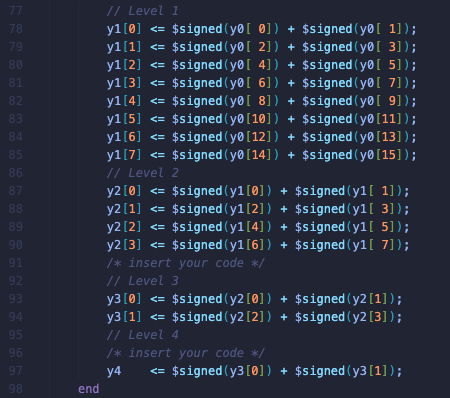 77 // Level 1
78 y1[0] <= $signed(y0[ 0]) + $signed(y0[ 1]);
79 y1[1] <= $signed(y0[ 2]) + $signed(y0[ 3]);
80 y1[2] <= $signed(y0[ 4]) + $signed(y0[ 5]);
81 y1[3] <= $signed(y0[ 6]) + $signed(y0[ 7]);
82 y1[4] <= $signed(y0[ 8]) + $signed(y0[ 9]);
83 y1[5] <= $signed(y0[10]) + $signed(y0[11]);
84 y1[6] <= $signed(y0[12]) + $signed(y0[13]);
85 y1[7] <= $signed(y0[14]) + $signed(y0[15]);
86 // Level 2
87 y2[0] <= $signed(y1[0]) + $signed(y1[ 1]);
88 y2[1] <= $signed(y1[2]) + $signed(y1[ 3]);
89 y2[2] <= $signed(y1[4]) + $signed(y1[ 5]);
90 y2[3] <= $signed(y1[6]) + $signed(y1[ 7]);
91 /* insert your code */
92 // Level 3
93 y3[0] <= $signed(y2[0]) + $signed(y2[1]);
94 y3[1] <= $signed(y2[2]) + $signed(y2[3]);
95 // Level 4
96 /* insert your code */
97 y4 <= $signed(y3[0]) + $signed(y3[1]);
98 end